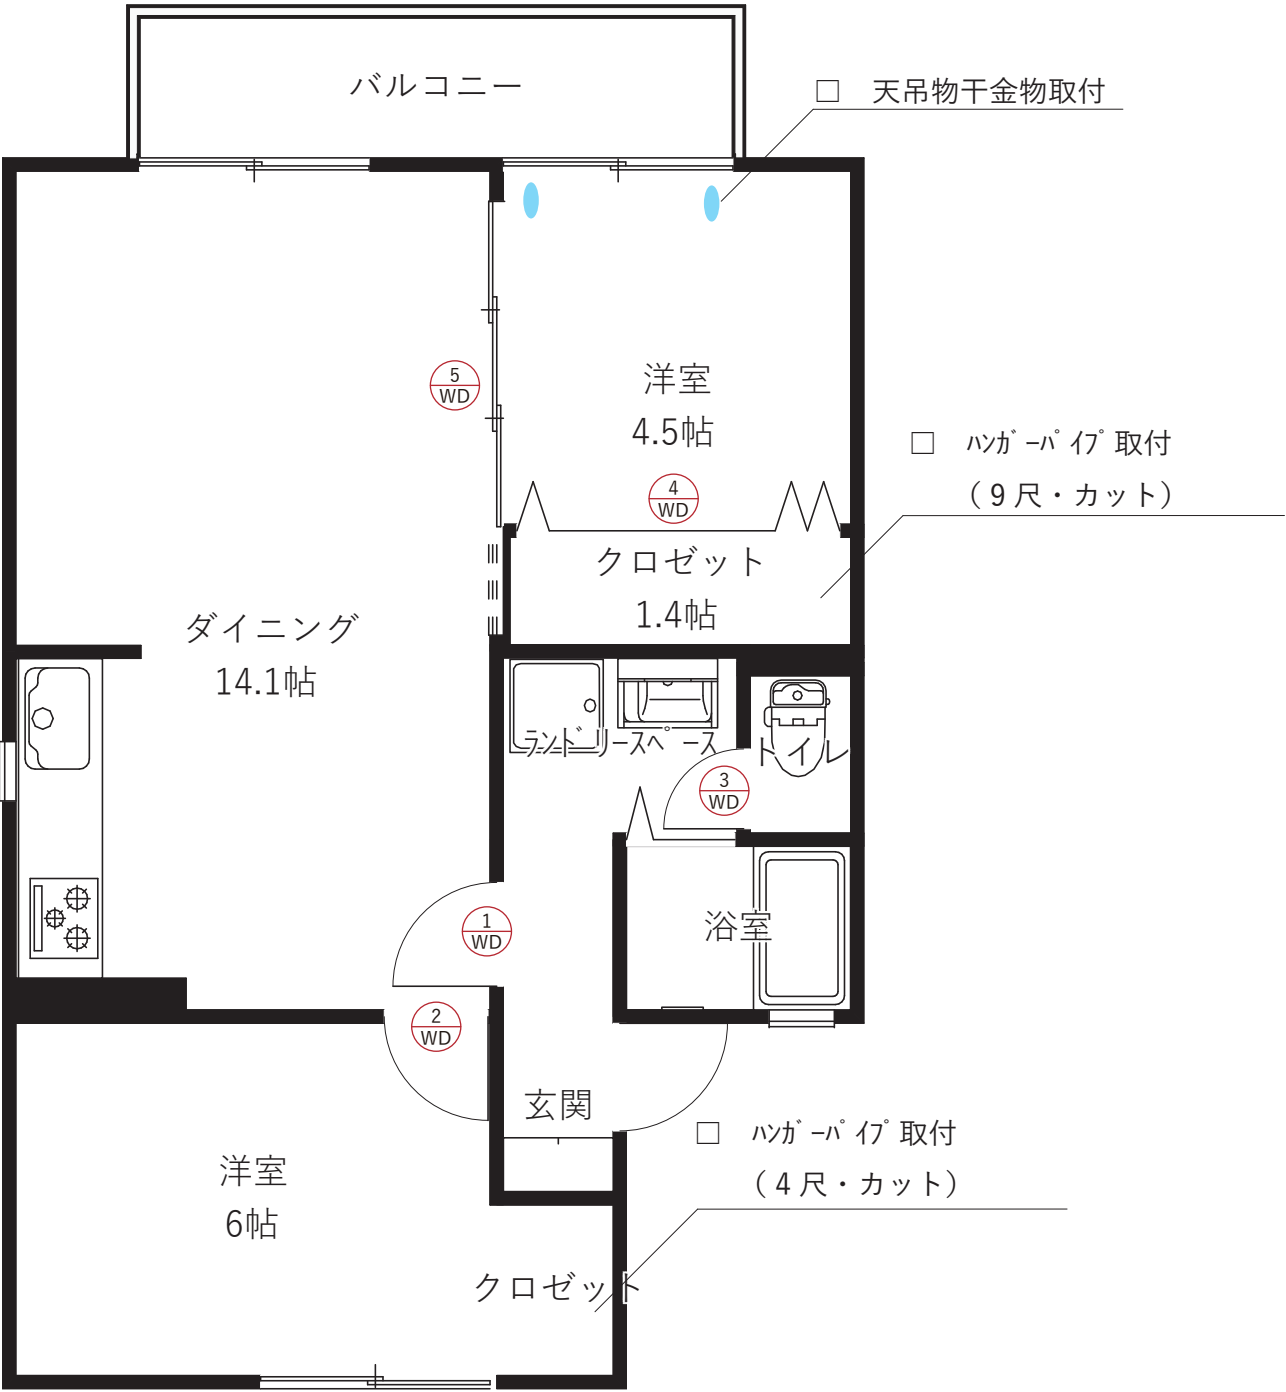 バルコニー
□　天吊物干金物取付
5
WD
洋室
4.5帖
4
WD
□　ﾊﾝｶﾞｰﾊﾟｲﾌﾟ取付
（9尺・カット）
クロゼット
1.4帖
ダイニング
14.1帖
ﾗﾝﾄﾞﾘｰｽﾍﾟｰｽ
トイレ
3
WD
1
WD
浴室
2
WD
玄関
□　ﾊﾝｶﾞｰﾊﾟｲﾌﾟ取付
（4尺・カット）
洋室
6帖
クロゼット